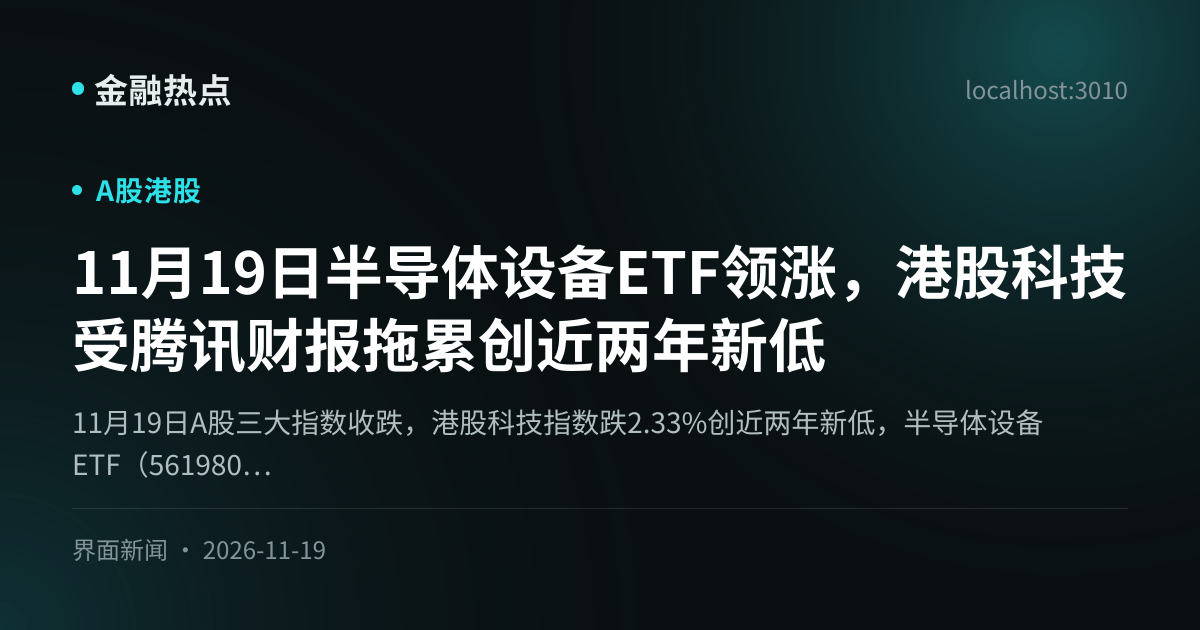 金融热点
localhost:3010
A股港股
11月19日半导体设备ETF领涨，港股科技
受腾讯财报拖累创近两年新低
11月19日A股三大指数收跌，港股科技指数跌2.33%创近两年新低，半导体设备
ETF（561980…
界面新闻 • 2026-11-19